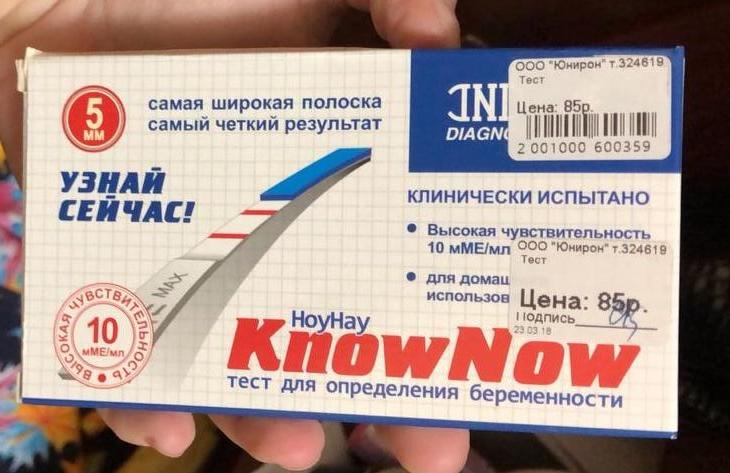 5
мм
самая широкая полоска
самый четкий результат
УЗНАЙ
СЕЙЧАС!
DIAGNO
ООО "Юнирон" т.324619
Тест
Цена: 85р.
2 001000 600359
КЛИНИЧЕСКИ ИСПЫТАНО
• Высокая чувствительность
10 мМЕ/мл
• для домаш
использов
ООО "Юнирон" т.324619
Тест
Цена: 85р.
Подпись
23.03.18
MAX
ВЫСОКАЯ ЧУВСТВИТЕЛЬНОСТЬ
10
мМЕ/мл
НоуНау
KnowNow
тест для определения беременности